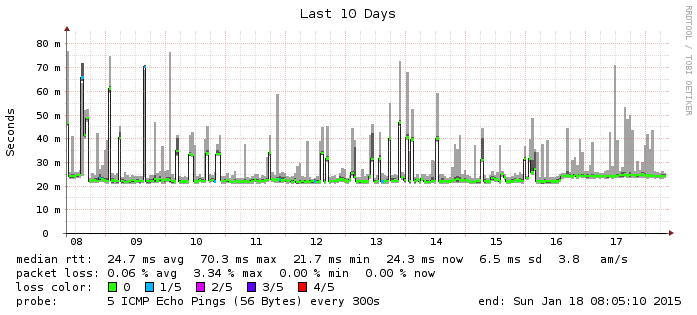 Last 10 Days
RRDTOOL / TOBI OETIKER
Seconds
80 m
70 m
60 m
50 m
40 m
30 m
20 m
10 m
0
08 09 10 11 12 13 14 15 16 17
median rtt: 24.7 ms avg 70.3 ms max 21.7 ms min 24.3 ms now 6.5 ms sd 3.8 am/s
packet loss: 0.06 % avg 3.34 % max 0.00 % min 0.00 % now
loss color: 0 1/5 2/5 3/5 4/5
probe: 5 ICMP Echo Pings (56 Bytes) every 300s end: Sun Jan 18 08:05:10 2015